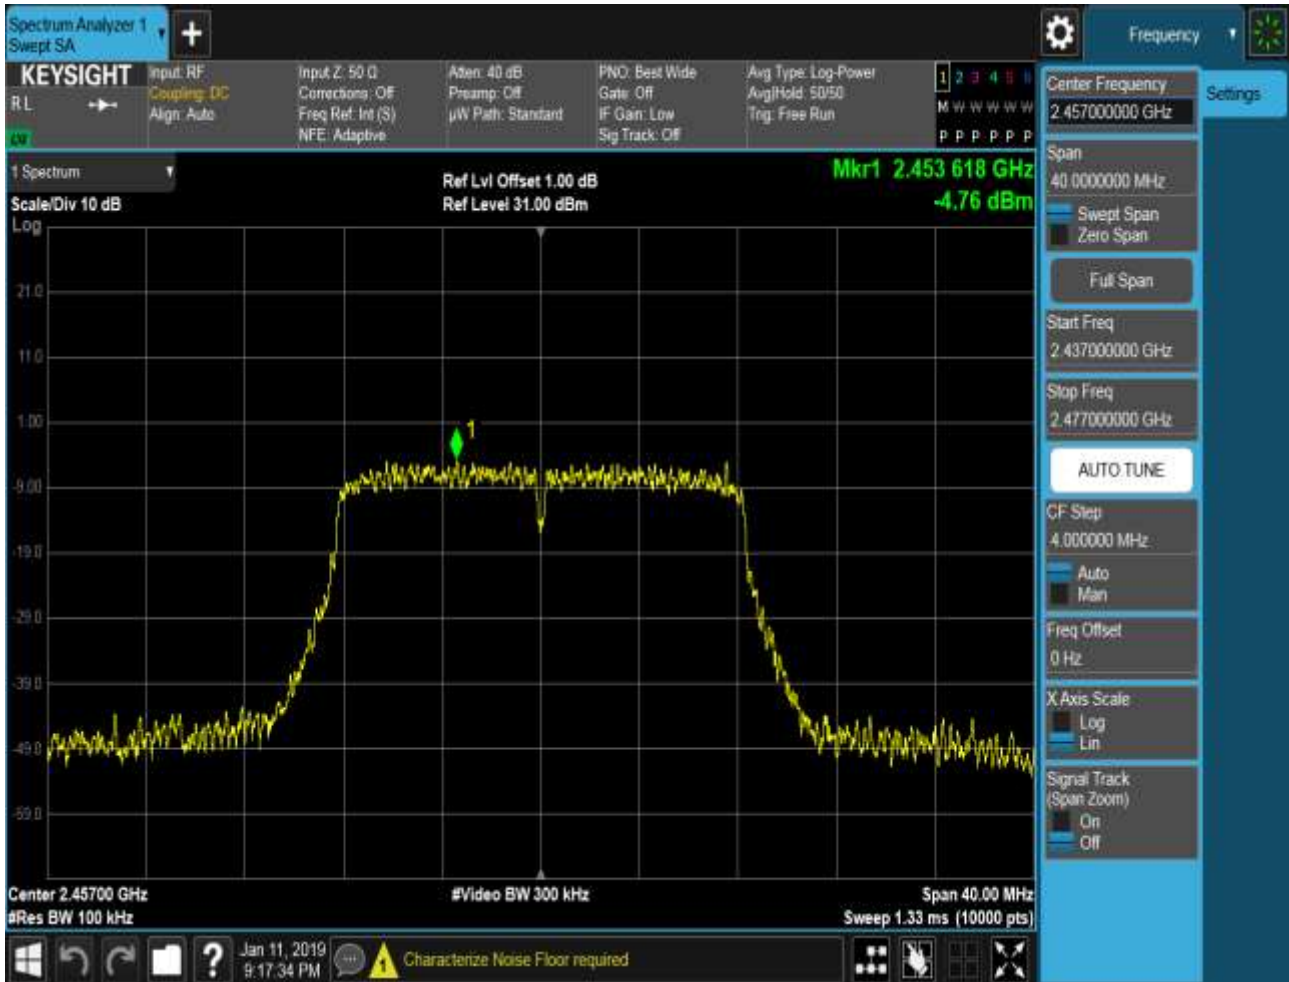 Spectrum Analyzer 1
Swept SA
+
Frequency
KEYSIGHT
RL
Input: RF
Coupling: DC
Align: Auto
Input Z: 50 Ω
Corrections: Off
Freq Ref: Int (S)
NFE: Adaptive
Atten: 40 dB
Preamp: Off
µW Path: Standard
PNO: Best Wide
Gate: Off
IF Gain: Low
Sig Track: Off
Avg Type: Log-Power
Avg|Hold: 50/50
Trig: Free Run
1 2 3 4 5 6
M W W W W W
P P P P P P
1 Spectrum
Scale/Div 10 dB
Ref Lvl Offset 1.00 dB
Ref Level 31.00 dBm
Mkr1 2.453 618 GHz
-4.76 dBm
Log
21.0
11.0
1.00
-9.00
-19.0
-29.0
-39.0
-49.0
-59.0
1
Center 2.45700 GHz
#Res BW 100 kHz
#Video BW 300 kHz
Span 40.00 MHz
Sweep 1.33 ms (10000 pts)
Center Frequency
2.457000000 GHz
Settings
Span
40.0000000 MHz
Swept Span
Zero Span
Full Span
Start Freq
2.437000000 GHz
Stop Freq
2.477000000 GHz
AUTO TUNE
CF Step
4.000000 MHz
Auto
Man
Freq Offset
0 Hz
X Axis Scale
Log
Lin
Signal Track
(Span Zoom)
On
Off
?
Jan 11, 2019
9:17:34 PM
1
Characterize Noise Floor required